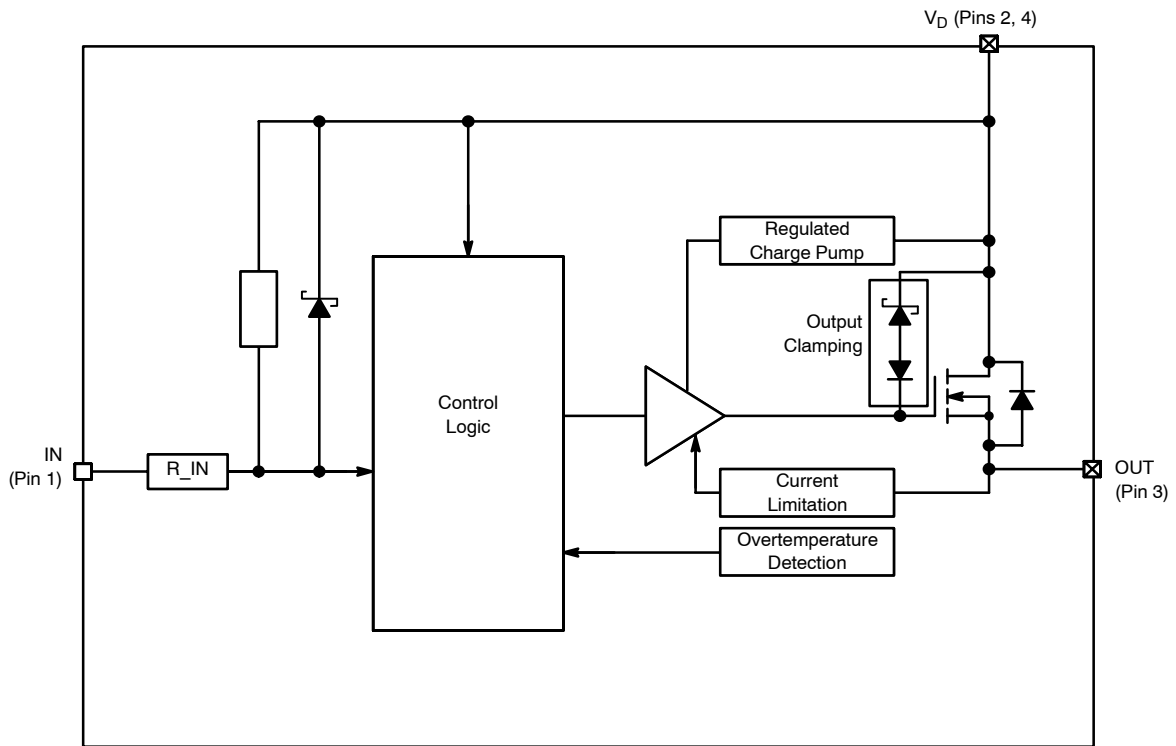 V_D (Pins 2, 4)
Regulated
Charge Pump
Output
Clamping
Control
Logic
IN
(Pin 1)
R_IN
Current
Limitation
OUT
(Pin 3)
Overtemperature
Detection